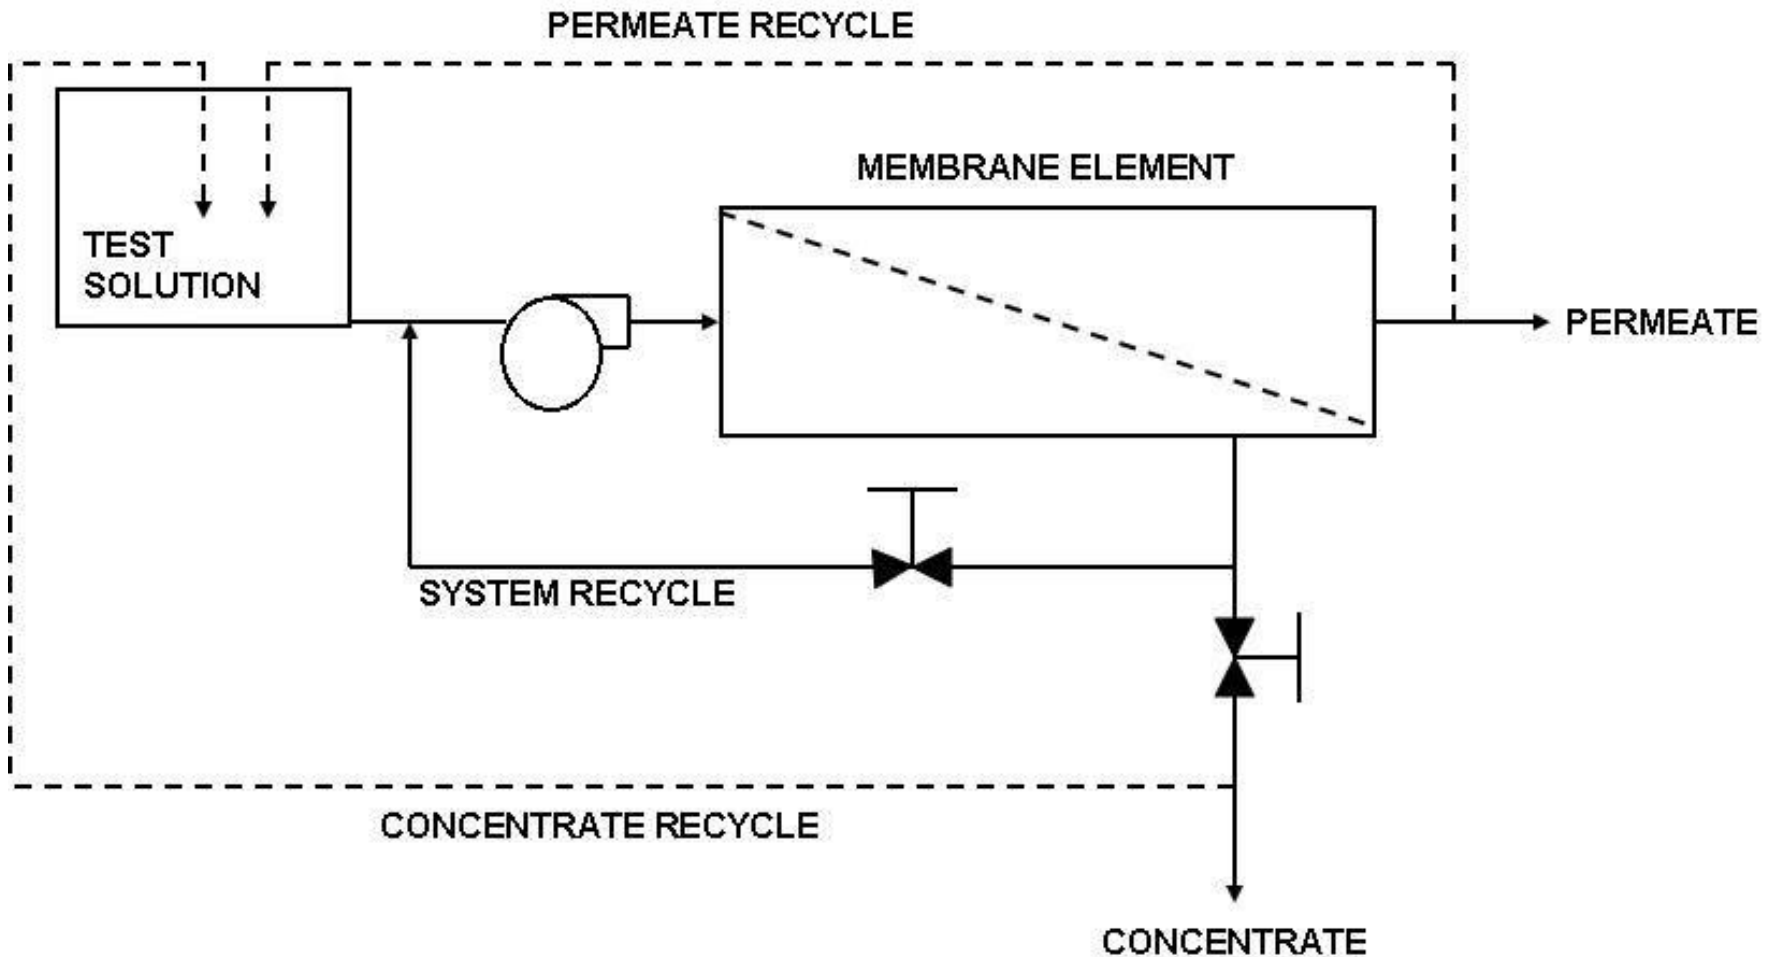 PERMEATE RECYCLE
MEMBRANE ELEMENT
TEST
SOLUTION
PERMEATE
SYSTEM RECYCLE
CONCENTRATE RECYCLE
CONCENTRATE